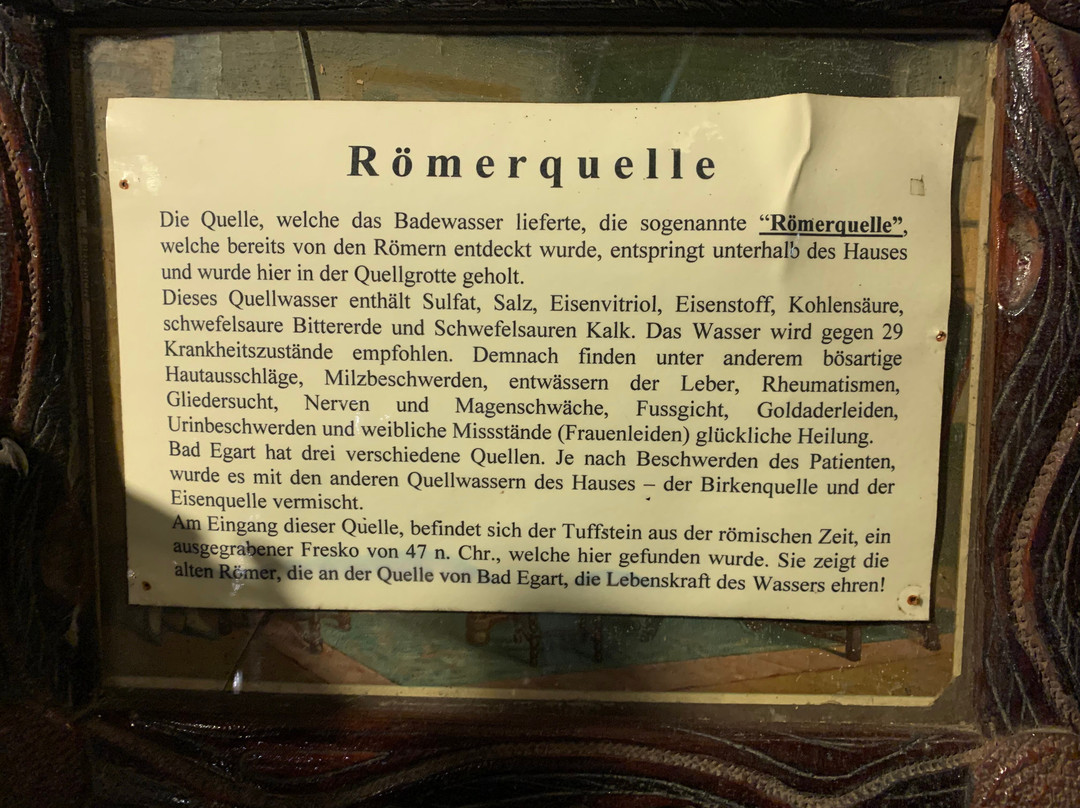 Römerquelle
Die Quelle, welche das Badewasser lieferte, die sogenannte “Römerquelle”,
welche bereits von den Römern entdeckt wurde, entspringt unterhalb des Hauses
und wurde hier in der Quellgrotte geholt.
Dieses Quellwasser enthält Sulfat, Salz, Eisenvitriol, Eisenstoff, Kohlensäure,
schwefelsaure Bittererde und Schwefelsauren Kalk. Das Wasser wird gegen 29
Krankheitszustände empfohlen. Demnach finden unter anderem bösartige
Hautausschläge, Milzbeschwerden, entwässern der Leber, Rheumatismen,
Gliedersucht, Nerven und Magenschwäche, Fussgicht, Goldaderleiden,
Urinbeschwerden und weibliche Missstände (Frauenleiden) glückliche Heilung.
Bad Egart hat drei verschiedene Quellen. Je nach Beschwerden des Patienten,
wurde es mit den anderen Quellwassern des Hauses – der Birkenquelle und der
Eisenquelle vermischt.
Am Eingang dieser Quelle, befindet sich der Tuffstein aus der römischen Zeit, ein
ausgegrabener Fresko von 47 n. Chr., welche hier gefunden wurde. Sie zeigt die
alten Römer, die an der Quelle von Bad Egart, die Lebenskraft des Wassers ehren!